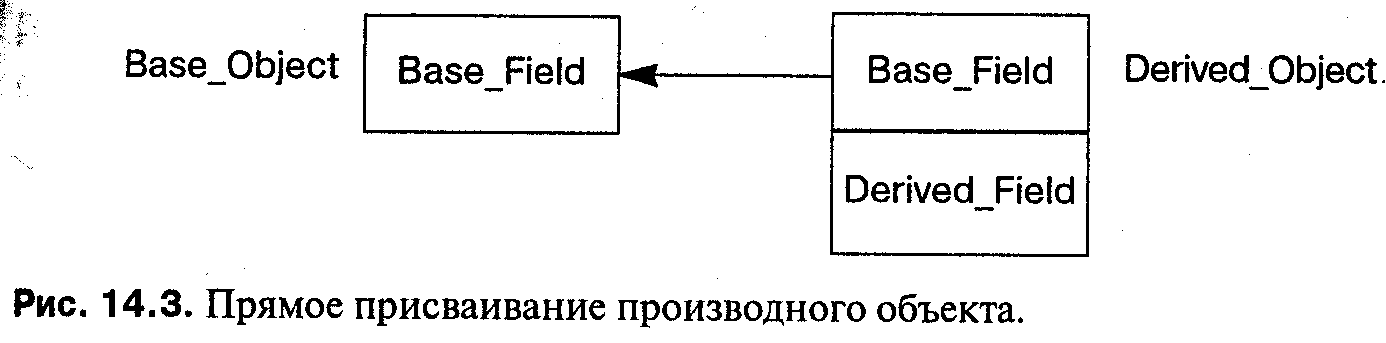 Base_Object Base_Field Base_Field Derived_Object.
Derived_Field
Рис. 14.3. Прямое присваивание производного объекта.